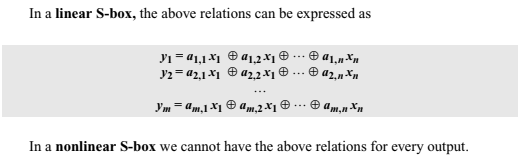 In a linear S-box, the above relations can be expressed as
y₁ = a₁,₁ x₁ ⊕ a₁,₂ x₁ ⊕ ··· ⊕ a₁,ₙ xₙ
y₂ = a₂,₁ x₁ ⊕ a₂,₂ x₁ ⊕ ··· ⊕ a₂,ₙ xₙ
...
yₘ = aₘ,₁ x₁ ⊕ aₘ,₂ x₁ ⊕ ··· ⊕ aₘ,ₙ xₙ
In a nonlinear S-box we cannot have the above relations for every output.